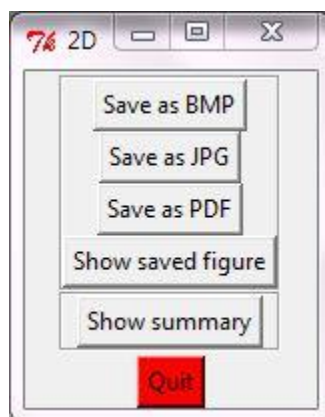 2D
Save as BMP
Save as JPG
Save as PDF
Show saved figure
Show summary
Quit